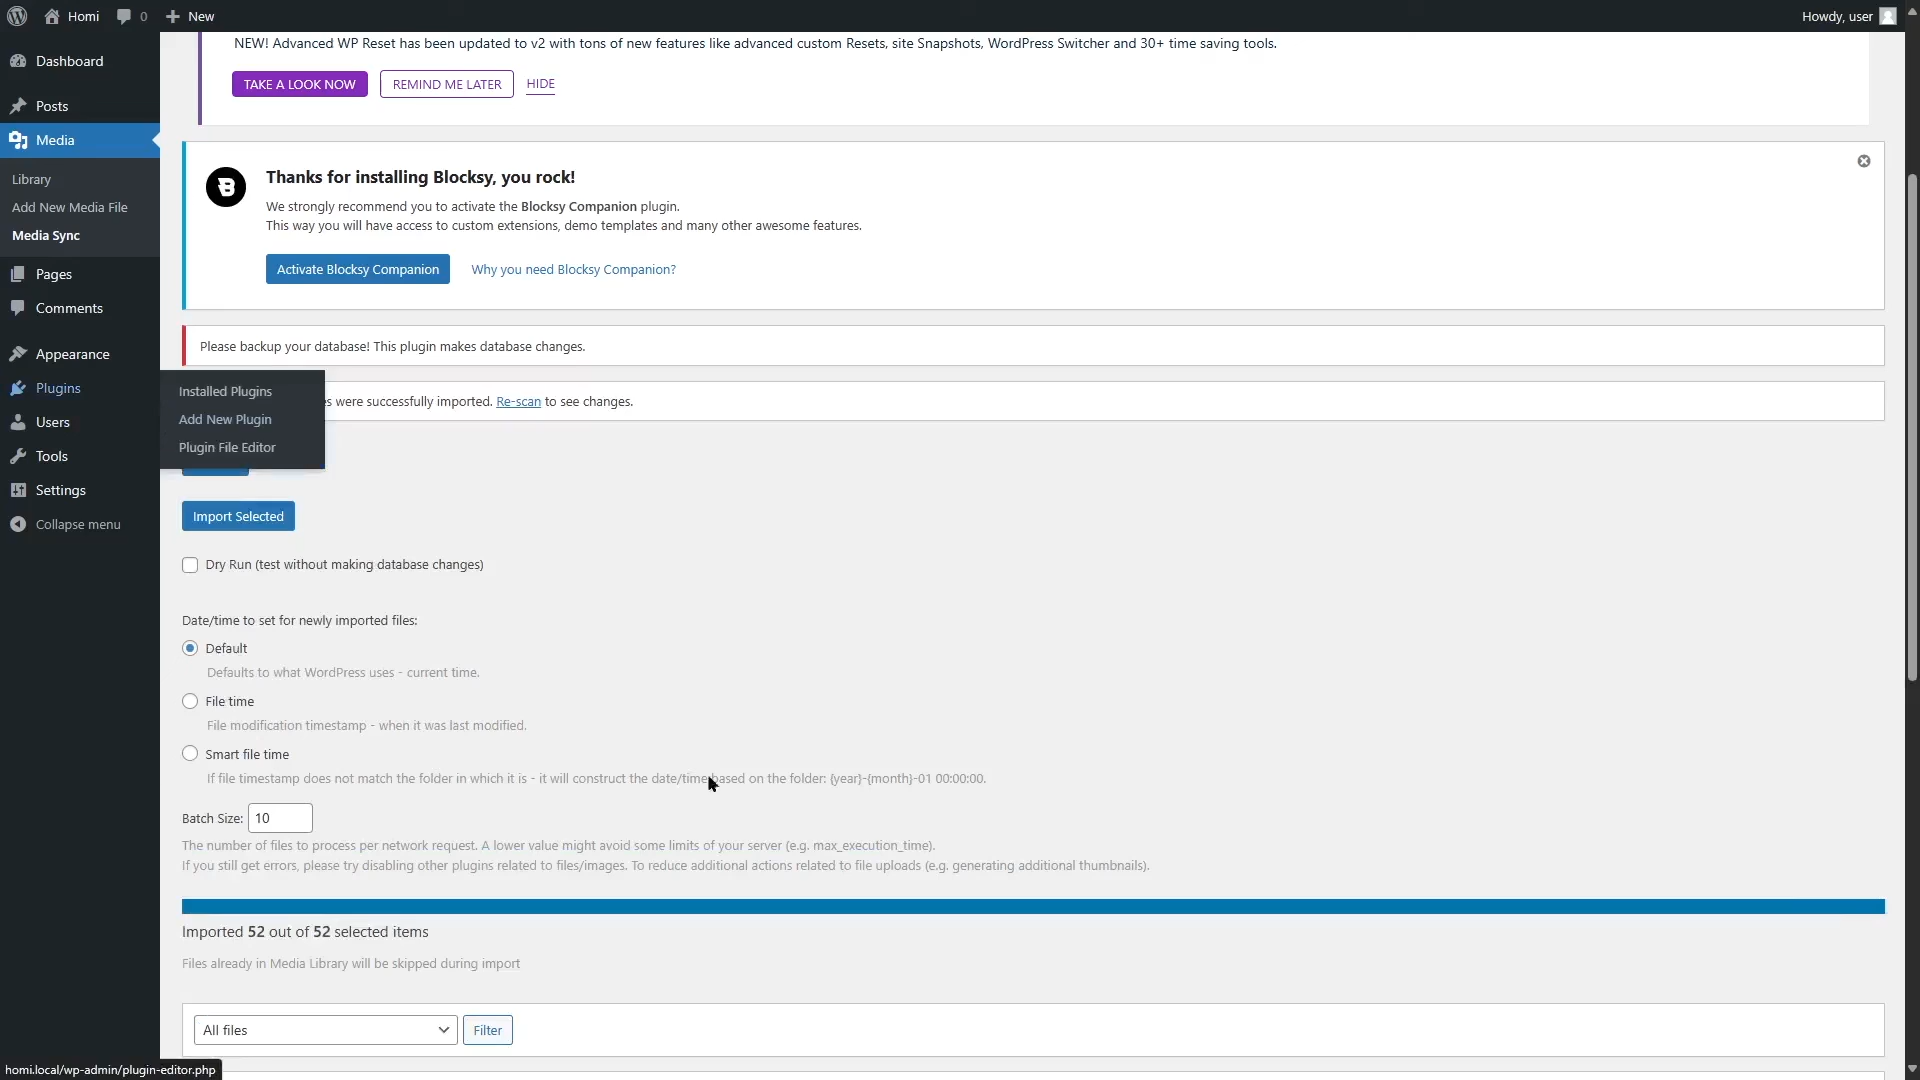 Homi
0
New
Howdy, user
Dashboard
Posts
Media
Library
Add New Media File
Media Sync
Pages
Comments
Appearance
Plugins
Users
Tools
Settings
Collapse menu
Installed Plugins
Add New Plugin
Plugin File Editor
NEW! Advanced WP Reset has been updated to v2 with tons of new features like advanced custom Resets, site Snapshots, WordPress Switcher and 30+ time saving tools.
TAKE A LOOK NOW
REMIND ME LATER
HIDE
Thanks for installing Blocksy, you rock!
We strongly recommend you to activate the Blocksy Companion plugin.
This way you will have access to custom extensions, demo templates and many other awesome features.
Activate Blocksy Companion
Why you need Blocksy Companion?
Please backup your database! This plugin makes database changes.
were successfully imported. Re-scan to see changes.
Import Selected
Dry Run (test without making database changes)
Date/time to set for newly imported files:
Default
Defaults to what WordPress uses - current time.
File time
File modification timestamp - when it was last modified.
Smart file time
If file timestamp does not match the folder in which it is - it will construct the date/time based on the folder: {year}-{month}-01 00:00:00.
Batch Size: 10
The number of files to process per network request. A lower value might avoid some limits of your server (e.g. max_execution_time).
If you still get errors, please try disabling other plugins related to files/images. To reduce additional actions related to file uploads (e.g. generating additional thumbnails).
Imported 52 out of 52 selected items
Files already in Media Library will be skipped during import
All files
Filter
homi.local/wp-admin/plugin-editor.php